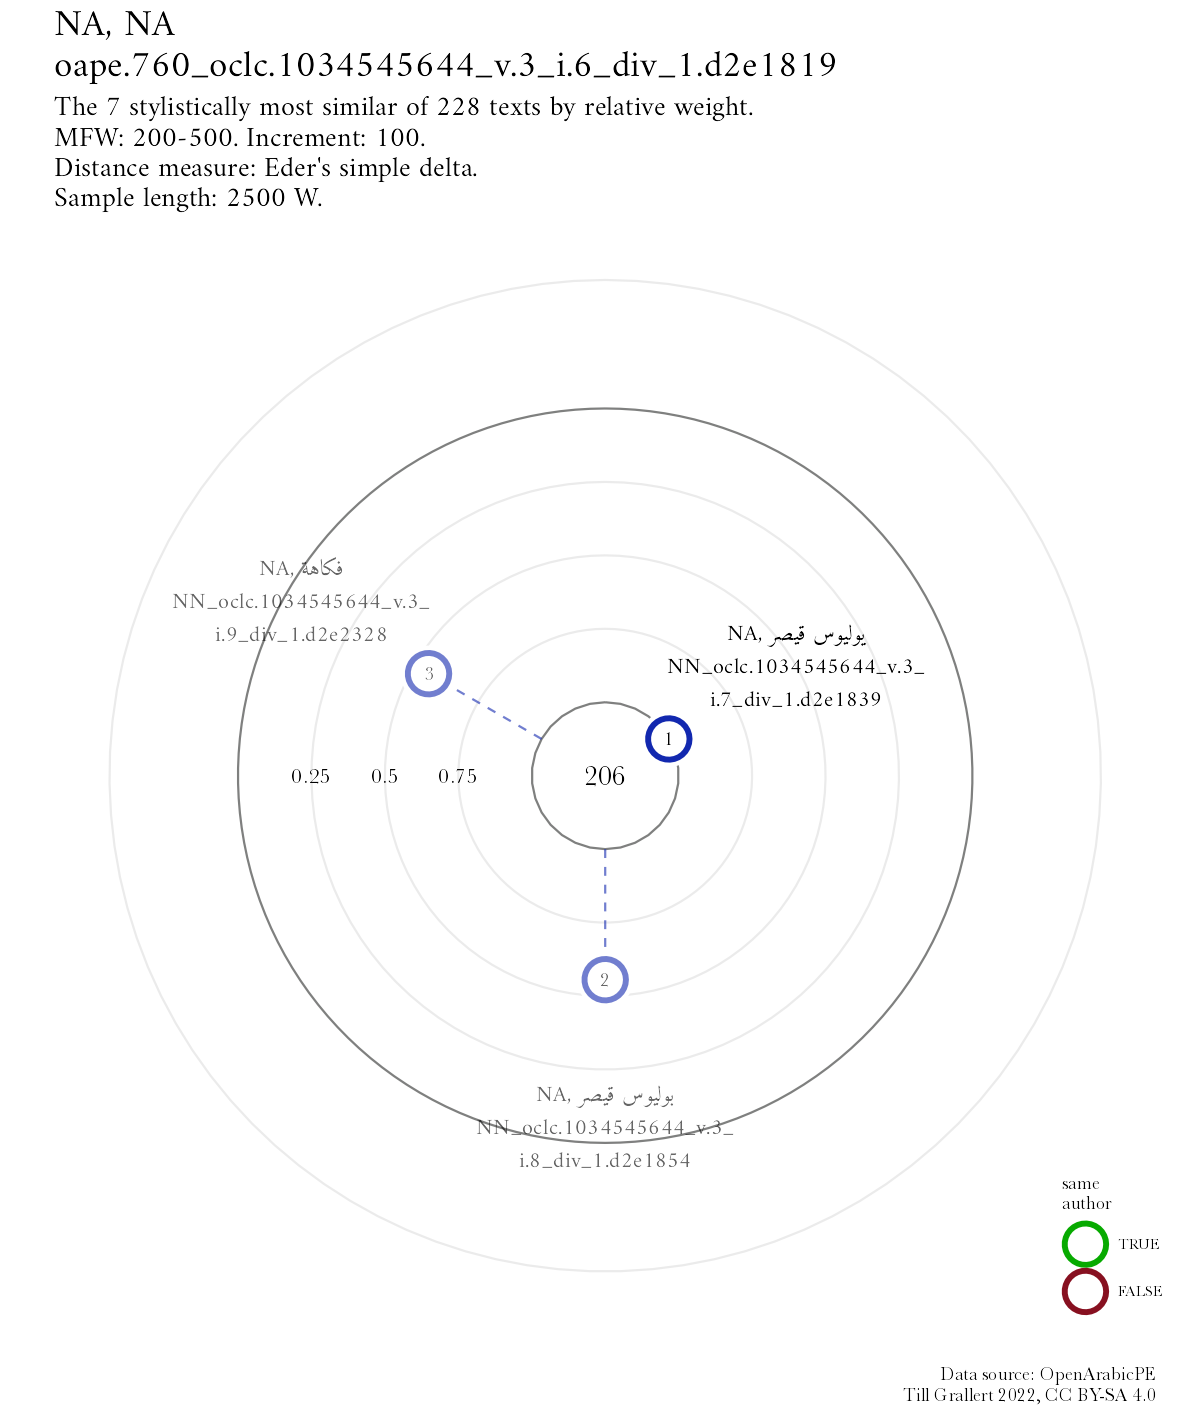 NA, NA
oape.760_oclc.1034545644_v.3_i.6_div_1.d2e1819
The 7 stylistically most similar of 228 texts by relative weight.
MFW: 200-500. Increment: 100.
Distance measure: Eder's simple delta.
Sample length: 2500 W.
NA, فكاهة
NN_oclc.1034545644_v.3_
i.9_div_1.d2e2328
3
NA, يوليوس قيصر
NN_oclc.1034545644_v.3_
i.7_div_1.d2e1839
1
0.25 0.5 0.75 206
2
NA, بوليوس قيصر
NN_oclc.1034545644_v.3_
i.8_div_1.d2e1854
same
author
TRUE
FALSE
Data source: OpenArabicPE
Till Grallert 2022, CC BY-SA 4.0